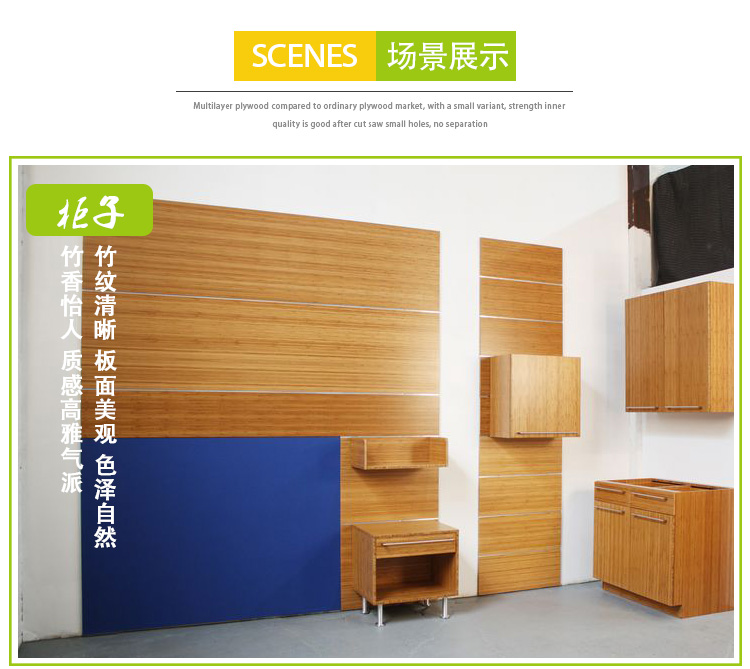 SCENES 场景展示
Multilayer plywood compared to ordinary plywood market, with a small variant, strength inner
quality is good after cut saw small holes, no separation
柜子
竹纹清晰 板面美观 色泽自然
竹香怡人 质感高雅气派